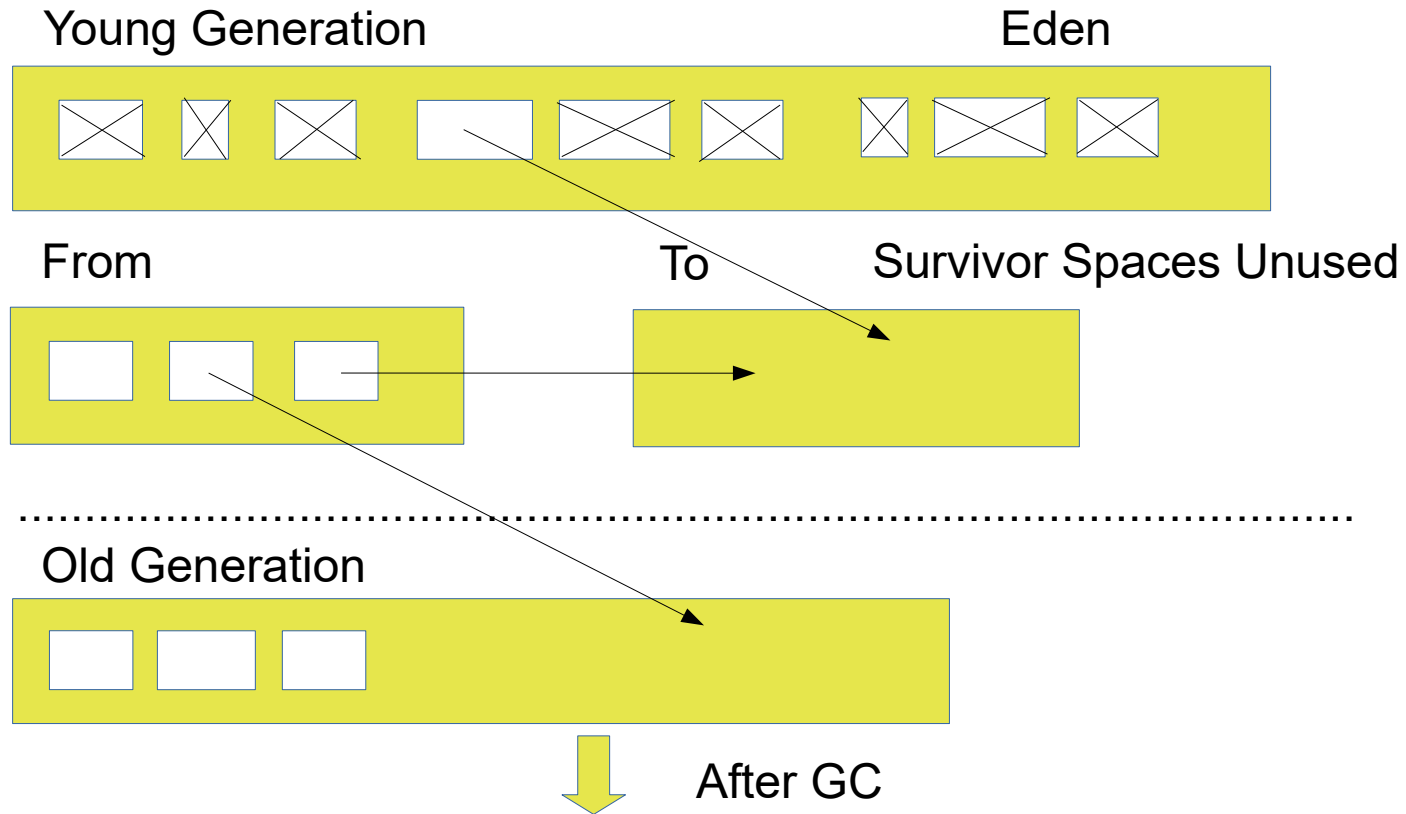 Young Generation
Eden
From
To
Survivor Spaces Unused
Old Generation
After GC